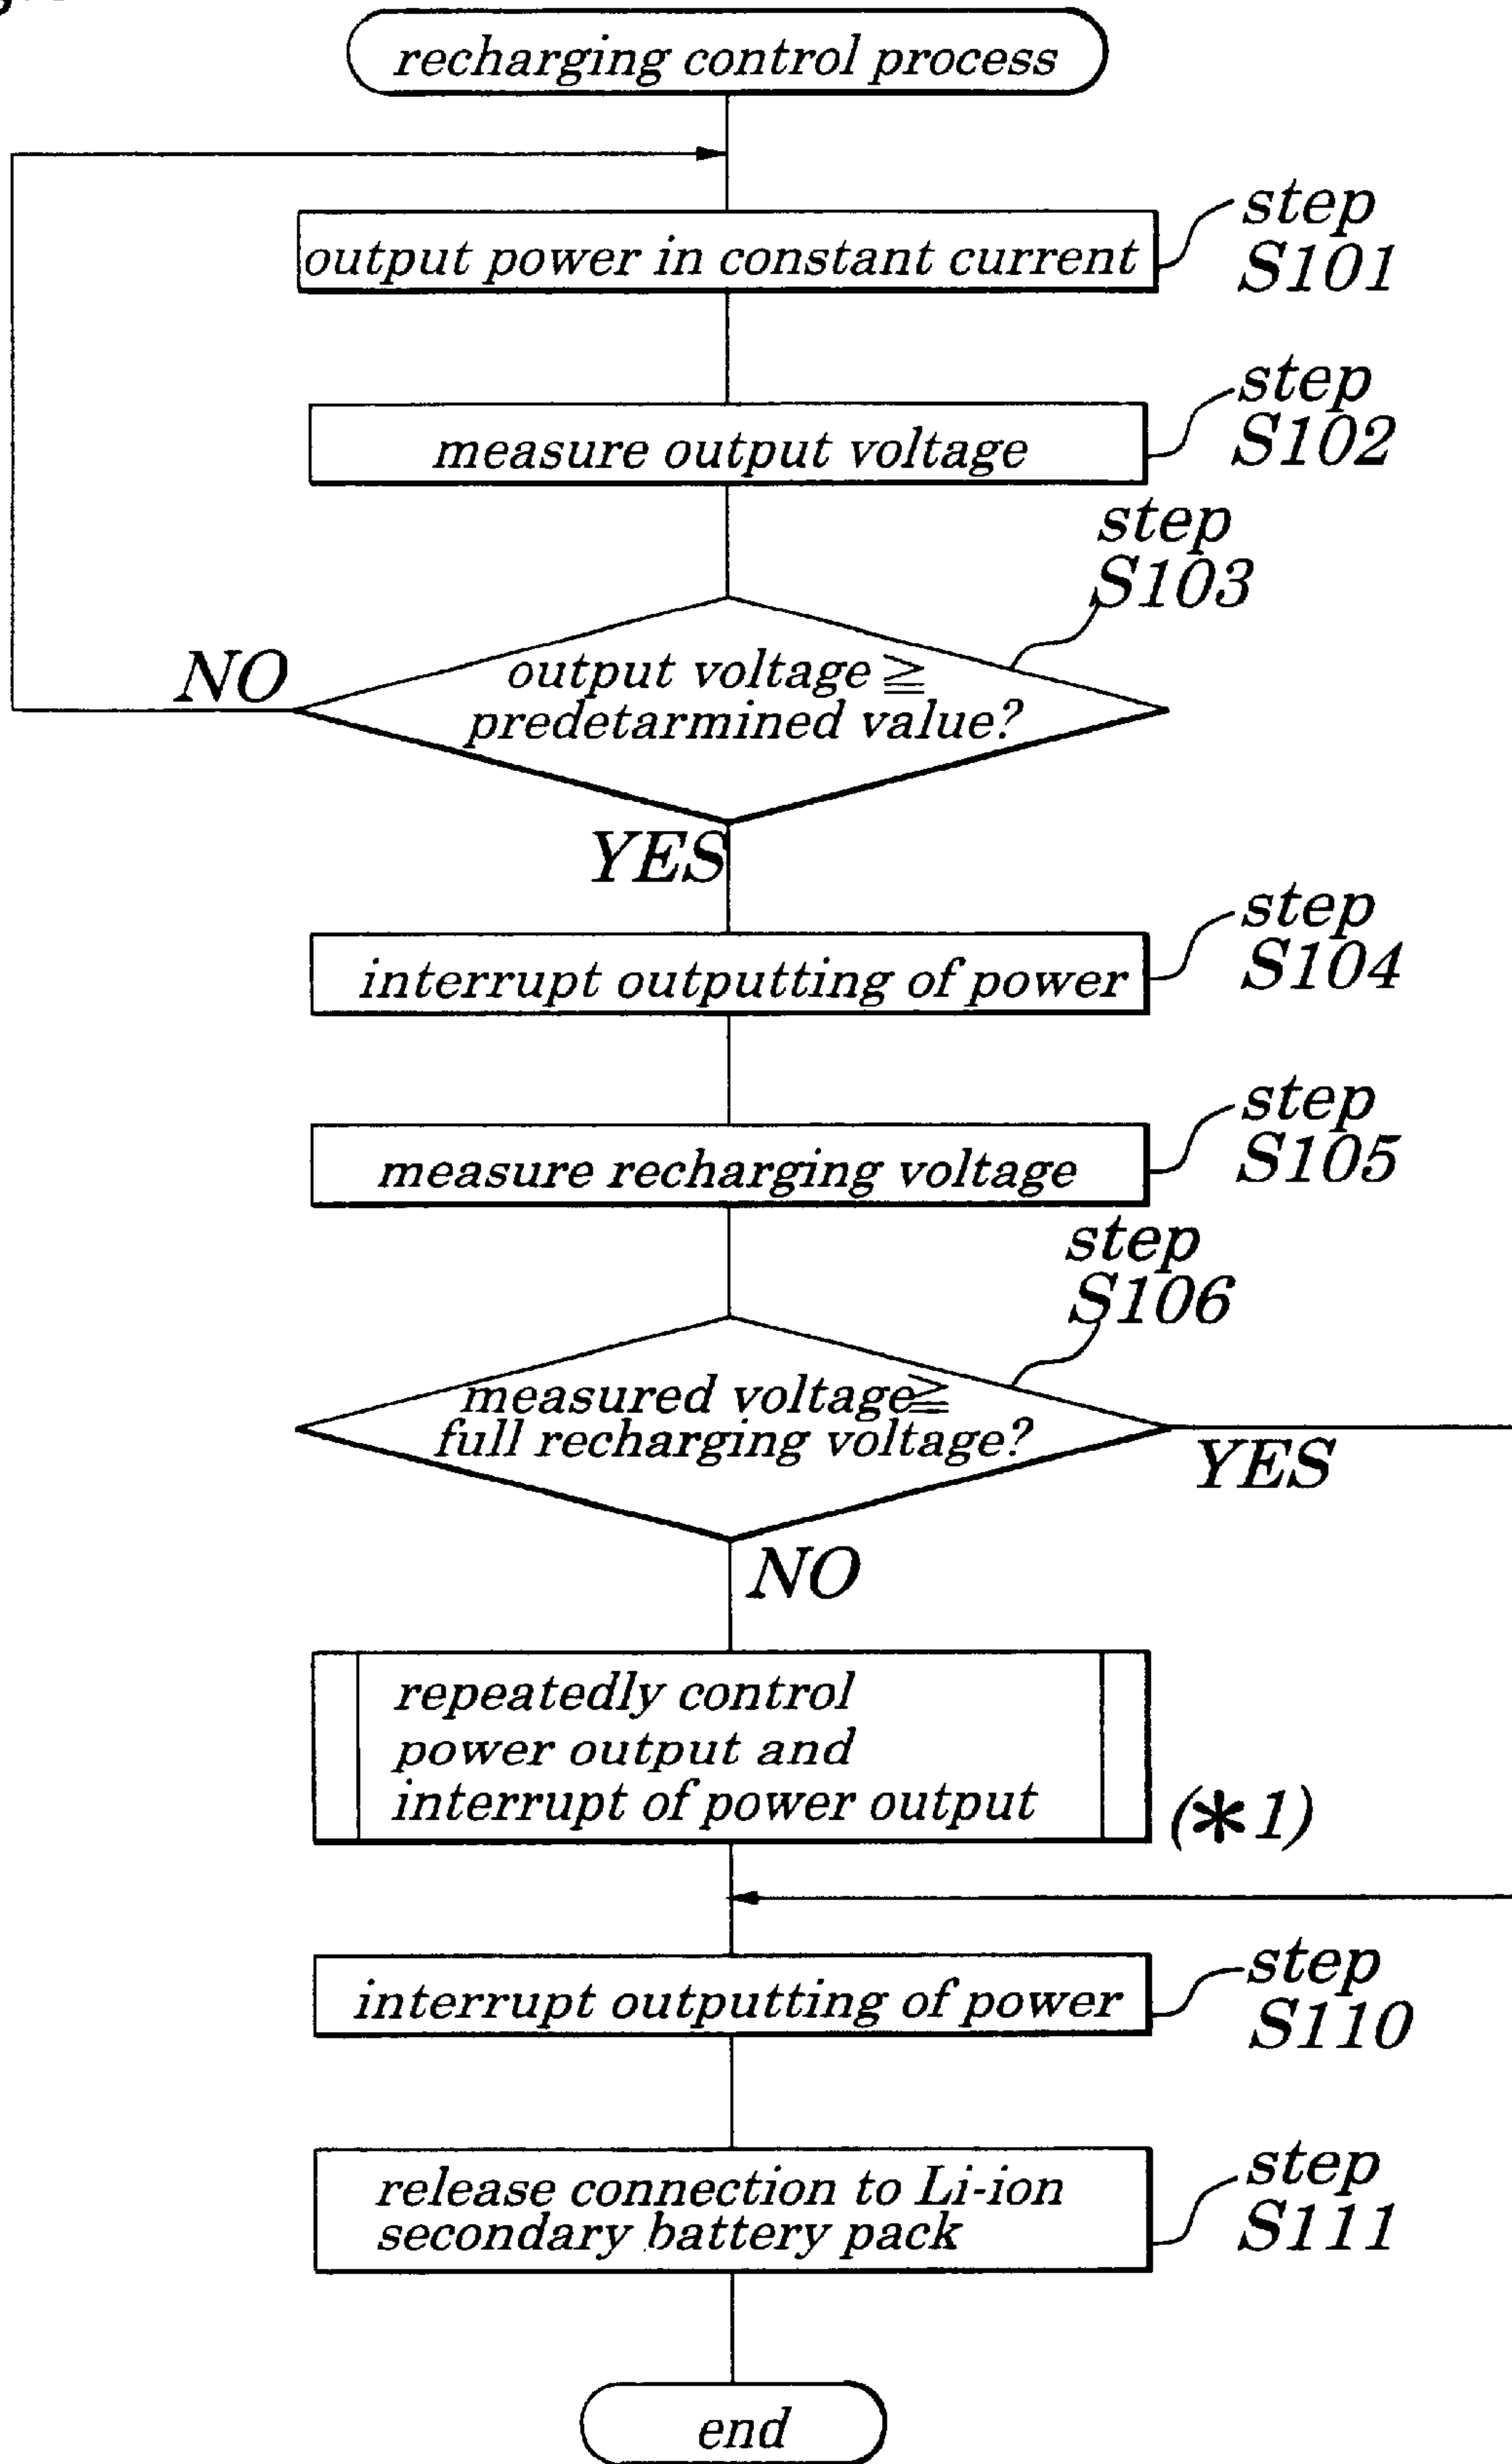 recharging control process
output power in constant current
step
S101
measure output voltage
step
S102
step
S103
output voltage ≧
predetarmined value?
NO
YES
interrupt outputting of power
step
S104
measure recharging voltage
step
S105
step
S106
measured voltage≧
full recharging voltage?
YES
NO
repeatedly control
power output and
interrupt of power output
(*1)
interrupt outputting of power
step
S110
release connection to Li-ion
secondary battery pack
step
S111
end